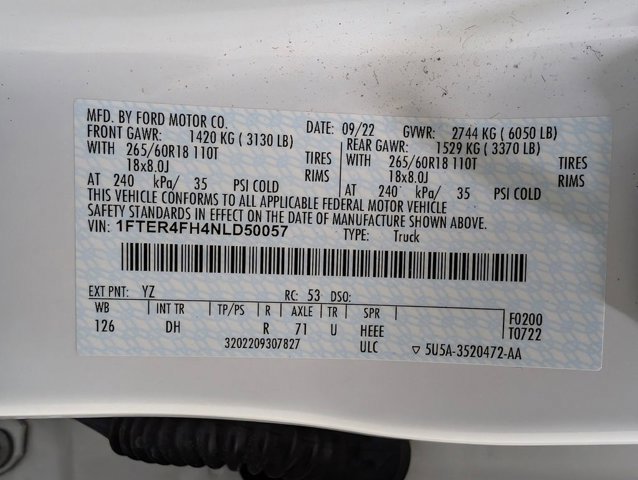 MFD. BY FORD MOTOR CO. DATE: 09/22 GVWR: 2744 KG (6050 LB)
FRONT GAWR: 1420 KG (3130 LB) REAR GAWR: 1529 KG (3370 LB)
WITH 265/60R18 110T TIRES WITH 265/60R18 110T TIRES
18x8.0J RIMS 18x8.0J RIMS
AT 240 kPa/ 35 PSI COLD AT 240 kPa/ 35 PSI COLD
THIS VEHICLE CONFORMS TO ALL APPLICABLE FEDERAL MOTOR VEHICLE
SAFETY STANDARDS IN EFFECT ON THE DATE OF MANUFACTURE SHOWN ABOVE.
VIN: 1FTER4FH4NLD50057 TYPE: Truck
EXT PNT: YZ RC: 53 DSO:
WB INT TR TP/PS R AXLE TR SPR F0200
126 DH R 71 U HEEE T0722
3202209307827 ULC ▽ 5U5A-3520472-AA